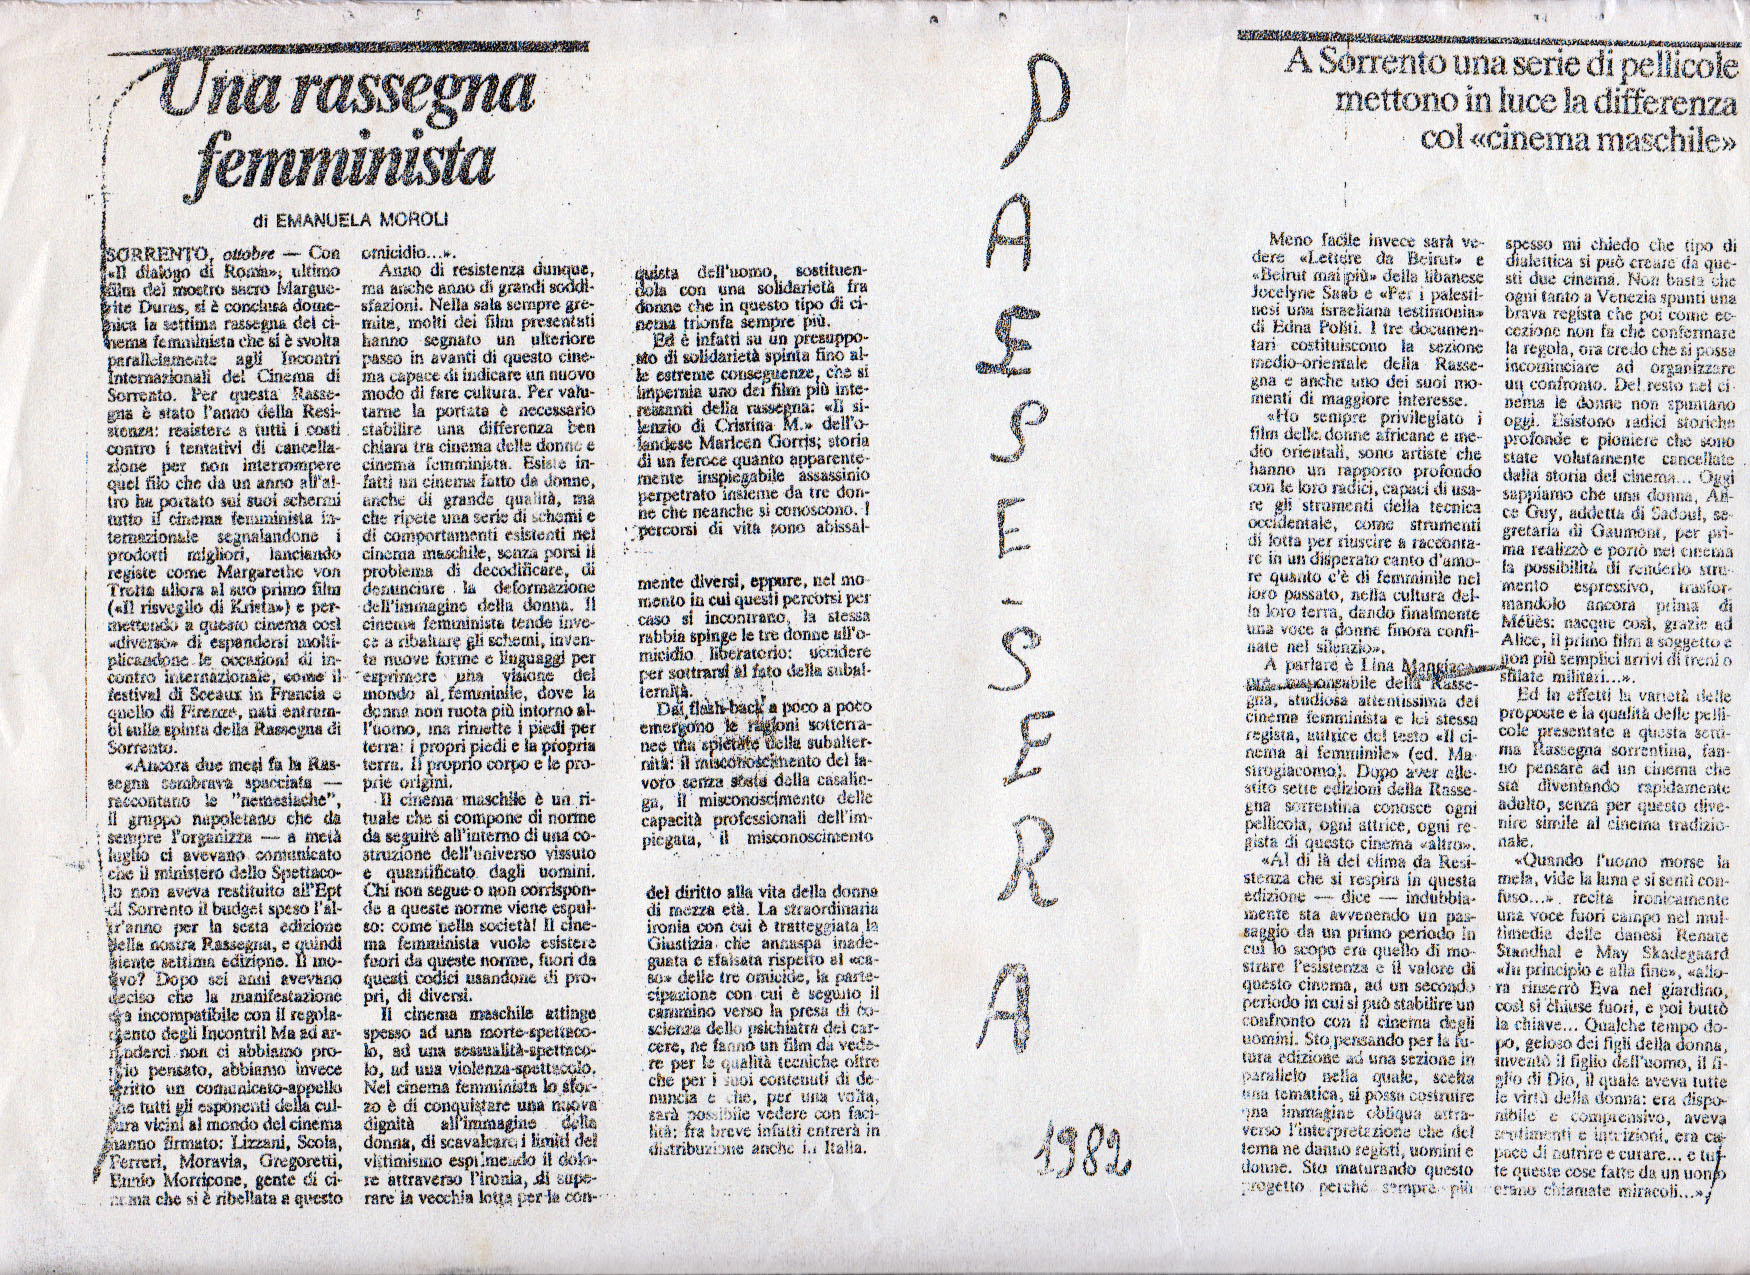 Una rassegna
femminista
di EMANUELA MOROLI
SORRENTO, ottobre — Con
«Il dialogo di Roma», ultimo
film del mostro sacro Margue-
rite Duras, si è conclusa dome-
nica la settima rassegna del ci-
nema femminista che si è svolta
parallelamente agli Incontri
Internazionali del Cinema di
Sorrento. Per questa Rasse-
gna è stato l'anno della Resi-
stenza: resistere a tutti i costi
contro i tentativi di cancella-
zione per non interrompere
quel filo che da un anno all'al-
tro ha portato sui suoi schermi
tutto il cinema femminista in-
ternazionale segnalandone i
prodotti migliori, lanciando
registe come Margarethe von
Trotta allora al suo primo film
(«Il risveglio di Krista») e per-
mettendo a questo cinema così
«diverso» di espandersi molti-
plicandone le occasioni di in-
contro internazionale, come il
festival di Sceaux in Francia e
quello di Firenze, nati entram-
bi sulla spinta della Rassegna di
Sorrento.
«Ancora due mesi fa la Ras-
segna sembrava spacciata —
raccontano le "nemesiache",
il gruppo napoletano che da
sempre l'organizza — a metà
luglio ci avevano comunicato
che il ministero dello Spettaco-
lo non aveva restituito all'Ept
di Sorrento il budget speso l'al-
tr'anno per la sesta edizione
della nostra Rassegna, e quindi
niente settima edizione. Il mo-
tivo? Dopo sei anni avevano
deciso che la manifestazione
era incompatibile con il regola-
mento degli Incontri! Ma ad ar-
renderci non ci abbiamo pro-
prio pensato, abbiamo invece
scritto un comunicato-appello
che tutti gli esponenti della cul-
tura vicini al mondo del cinema
hanno firmato: Lizzani, Scola,
Ferreri, Moravia, Gregoretti,
Ennio Morricone, gente di ci-
nema che si è ribellata a questo
omicidio...».
Anno di resistenza dunque,
ma anche anno di grandi soddi-
sfazioni. Nella sala sempre gre-
mita, molti dei film presentati
hanno segnato un ulteriore
passo in avanti di questo cine-
ma capace di indicare un nuovo
modo di fare cultura. Per valu-
tarne la portata è necessario
stabilire una differenza ben
chiara tra cinema delle donne e
cinema femminista. Esiste in-
fatti un cinema fatto da donne,
anche di grande qualità, ma
che ripete una serie di schemi e
di comportamenti esistenti nel
cinema maschile, senza porsi il
problema di decodificare, di
denunciare la deformazione
dell'immagine della donna. Il
cinema femminista tende inve-
ce a ribaltare gli schemi, inven-
ta nuove forme e linguaggi per
esprimere una visione del
mondo al femminile, dove la
donna non ruota più intorno al-
l'uomo, ma rimette i piedi per
terra: i propri piedi e la propria
terra. Il proprio corpo e le pro-
prie origini.
Il cinema maschile è un ri-
tuale che si compone di norme
da seguire all'interno di una co-
struzione dell'universo vissuto
e quantificato dagli uomini.
Chi non segue o non corrispon-
de a queste norme viene espul-
so: come nella società! Il cine-
ma femminista vuole esistere
fuori da queste norme, fuori da
questi codici usandone di pro-
pri, di diversi.
Il cinema maschile attinge
spesso ad una morte-spettaco-
lo, ad una sessualità-spettaco-
lo, ad una violenza-spettacolo.
Nel cinema femminista lo sfor-
zo è di conquistare una nuova
dignità all'immagine della
donna, di scavalcare i limiti del
vittimismo esprimendo il dolo-
re attraverso l'ironia, di supe-
rare la vecchia lotta per la con-
quista dell'uomo, sostituen-
dola con una solidarietà fra
donne che in questo tipo di ci-
nema trionfa sempre più.
Ed è infatti su un presuppo-
sto di solidarietà spinta fino al-
le estreme conseguenze, che si
impernia uno dei film più inte-
ressanti della rassegna: «Il si-
lenzio di Cristina M.» dell'o-
landese Marleen Gorris; storia
di un feroce quanto apparente-
mente inspiegabile assassinio
perpetrato insieme da tre don-
ne che neanche si conoscono. I
percorsi di vita sono abissal-
mente diversi, eppure, nel mo-
mento in cui questi percorsi per
caso si incontrano, la stessa
rabbia spinge le tre donne all'o-
micidio liberatorio: uccidere
per sottrarsi al fato della subal-
ternità.
Dai flash-back a poco a poco
emergono le ragioni sotterra-
nee ma spietate della subalter-
nità: il misconoscimento del la-
voro senza sosta della casalin-
ga, il misconoscimento delle
capacità professionali dell'im-
piegata, il misconoscimento
del diritto alla vita della donna
di mezza età. La straordinaria
ironia con cui è tratteggiata la
Giustizia che annaspa inade-
guata e sfalsata rispetto al «ca-
so» delle tre omicide, la parte-
cipazione con cui è seguito il
cammino verso la presa di co-
scienza dello psichiatra del car-
cere, ne fanno un film da vede-
re per le qualità tecniche oltre
che per i suoi contenuti di de-
nuncia e che, per una volta,
sarà possibile vedere con faci-
lità: fra breve infatti entrerà in
distribuzione anche in Italia.
P
A
E
S
E
-
S
E
R
A
1982
A Sorrento una serie di pellicole
mettono in luce la differenza
col «cinema maschile»
Meno facile invece sarà ve-
dere «Lettere da Beirut» e
«Beirut mai più» della libanese
Jocelyne Saab e «Per i palesti-
nesi una israeliana testimonia»
di Edna Politi. I tre documen-
tari costituiscono la sezione
medio-orientale della Rasse-
gna e anche uno dei suoi mo-
menti di maggiore interesse.
«Ho sempre privilegiato i
film delle donne africane e me-
dio orientali, sono artiste che
hanno un rapporto profondo
con le loro radici, capaci di usa-
re gli strumenti della tecnica
occidentale, come strumenti
di lotta per riuscire a racconta-
re in un disperato canto d'amo-
re quanto c'è di femminile nel
loro passato, nella cultura del-
la loro terra, dando finalmente
una voce a donne finora confi-
nate nel silenzio».
A parlare è Lina Mangiac-
pre responsabile della Rasse-
gna, studiosa attentissima del
cinema femminista e lei stessa
regista, autrice del testo «Il ci-
nema al femminile» (ed. Ma-
strogiacomo). Dopo aver alle-
stito sette edizioni della Rasse-
gna sorrentina conosce ogni
pellicola, ogni attrice, ogni re-
gista di questo cinema «altro».
«Al di là del clima da Resi-
stenza che si respira in questa
edizione — dice — indubbia-
mente sta avvenendo un pas-
saggio da un primo periodo in
cui lo scopo era quello di mo-
strare l'esistenza e il valore di
questo cinema, ad un secondo
periodo in cui si può stabilire un
confronto con il cinema degli
uomini. Sto pensando per la fu-
tura edizione ad una sezione in
parallelo nella quale, scelta
una tematica, si possa costruire
una immagine obliqua attra-
verso l'interpretazione che del
tema ne danno registi, uomini e
donne. Sto maturando questo
progetto perché sempre più
spesso mi chiedo che tipo di
dialettica si può creare da que-
sti due cinema. Non basta che
ogni tanto a Venezia spunti una
brava regista che poi come ec-
cezione non fa che confermare
la regola, ora credo che si possa
incominciare ad organizzare
un confronto. Del resto nel ci-
nema le donne non spuntano
oggi. Esistono radici storiche
profonde e pioniere che sono
state volutamente cancellate
dalla storia del cinema... Oggi
sappiamo che una donna, Ali-
ce Guy, addetta di Sadoul, se-
gretaria di Gaumont, per pri-
ma realizzò e portò nel cinema
la possibilità di renderlo stru-
mento espressivo, trasfor-
mandolo ancora prima di
Méliès: nacque così, grazie ad
Alice, il primo film a soggetto e
non più semplici arrivi di treni o
sfilate militari...».
Ed in effetti la varietà delle
proposte e la qualità delle pelli-
cole presentate a questa setti-
ma Rassegna sorrentina, fan-
no pensare ad un cinema che
sta diventando rapidamente
adulto, senza per questo dive-
nire simile al cinema tradizio-
nale.
«Quando l'uomo morse la
mela, vide la luna e si sentì con-
fuso...» recita ironicamente
una voce fuori campo nel mul-
timedia delle danesi Renate
Standhal e May Skadegaard
«In principio e alla fine», «allo-
ra rinserrò Eva nel giardino,
così si chiuse fuori, e poi buttò
la chiave... Qualche tempo do-
po, geloso dei figli della donna,
inventò il figlio dell'uomo, il fi-
glio di Dio, il quale aveva tutte
le virtù della donna: era dispo-
nibile e comprensivo, aveva
sentimenti e intuizioni, era ca-
pace di nutrire e curare... e tut-
te queste cose fatte da un uomo
erano chiamate miracoli...»